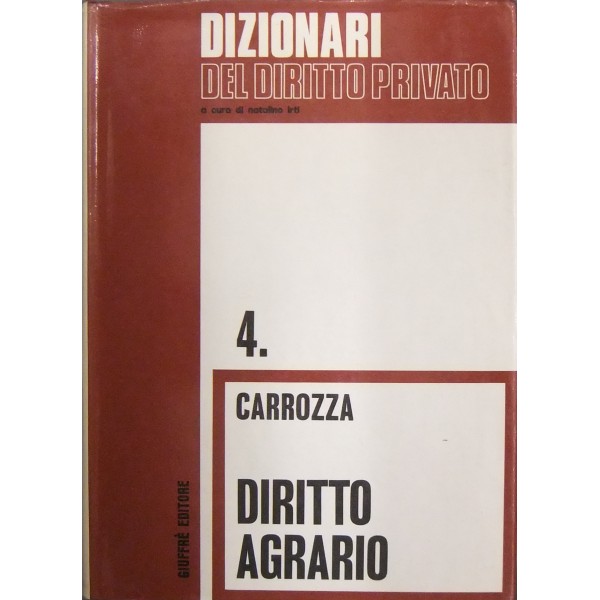 DIZIONARI
DEL DIRITTO PRIVATO
a cura di natalino irti
4.
CARROZZA
DIRITTO
AGRARIO
GIUFFRÈ EDITORE